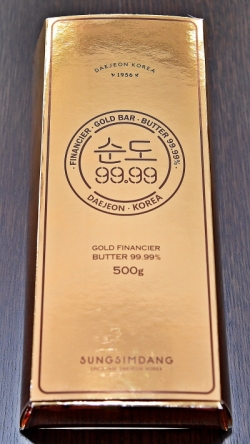 DAEJEON KOREA
1956
· FINANCIER · GOLD BAR · BUTTER 99.99% ·
순도
99.99
DAEJEON · KOREA
GOLD FINANCIER
BUTTER 99.99%
500g
SUNGSIMDANG